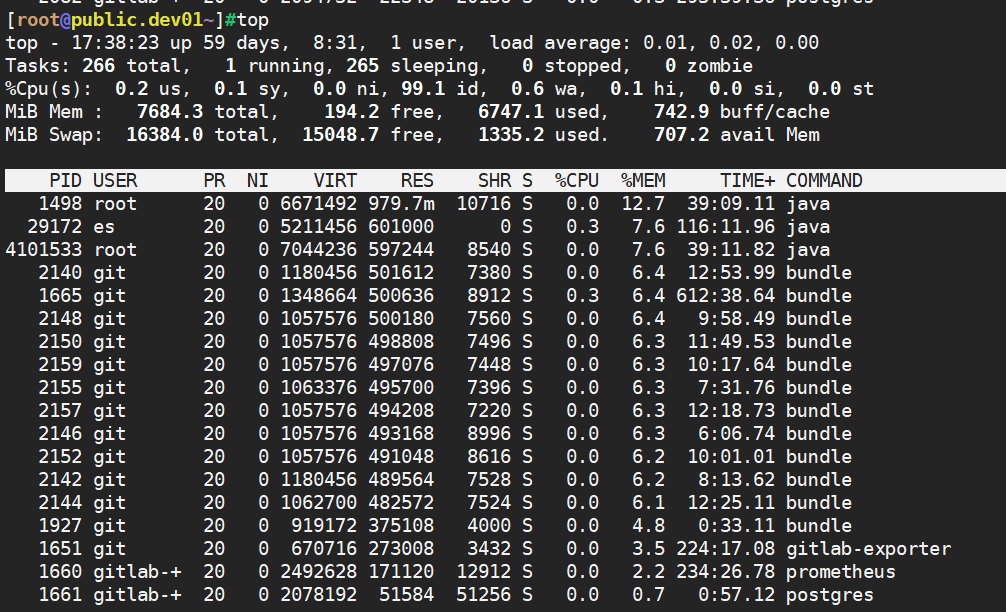 [root@public.dev01~]#top
top - 17:38:23 up 59 days,  8:31,  1 user,  load average: 0.01, 0.02, 0.00
Tasks: 266 total,   1 running, 265 sleeping,   0 stopped,   0 zombie
%Cpu(s):  0.2 us,  0.1 sy,  0.0 ni, 99.1 id,  0.6 wa,  0.1 hi,  0.0 si,  0.0 st
MiB Mem :   7684.3 total,    194.2 free,   6747.1 used,    742.9 buff/cache
MiB Swap:  16384.0 total,  15048.7 free,   1335.2 used.    707.2 avail Mem
    PID USER      PR  NI    VIRT    RES    SHR S  %CPU  %MEM     TIME+ COMMAND
   1498 root      20   0 6671492 979.7m  10716 S   0.0  12.7  39:09.11 java
  29172 es        20   0 5211456 601000      0 S   0.3   7.6 116:11.96 java
4101533 root      20   0 7044236 597244   8540 S   0.0   7.6  39:11.82 java
   2140 git       20   0 1180456 501612   7380 S   0.0   6.4  12:53.99 bundle
   1665 git       20   0 1348664 500636   8912 S   0.3   6.4 612:38.64 bundle
   2148 git       20   0 1057576 500180   7560 S   0.0   6.4   9:58.49 bundle
   2150 git       20   0 1057576 498808   7496 S   0.0   6.3  11:49.53 bundle
   2159 git       20   0 1057576 497076   7448 S   0.0   6.3  10:17.64 bundle
   2155 git       20   0 1063376 495700   7396 S   0.0   6.3   7:31.76 bundle
   2157 git       20   0 1057576 494208   7220 S   0.0   6.3  12:18.73 bundle
   2146 git       20   0 1057576 493168   8996 S   0.0   6.3   6:06.74 bundle
   2152 git       20   0 1057576 491048   8616 S   0.0   6.2  10:01.01 bundle
   2142 git       20   0 1180456 489564   7528 S   0.0   6.2   8:13.62 bundle
   2144 git       20   0 1062700 482572   7524 S   0.0   6.1  12:25.11 bundle
   1927 git       20   0  919172 375108   4000 S   0.0   4.8   0:33.11 bundle
   1651 git       20   0  670716 273008   3432 S   0.0   3.5 224:17.08 gitlab-exporter
   1660 gitlab-+  20   0 2492628 171120  12912 S   0.0   2.2 234:26.78 prometheus
   1661 gitlab-+  20   0 2078192  51584  51256 S   0.0   0.7   0:57.12 postgres